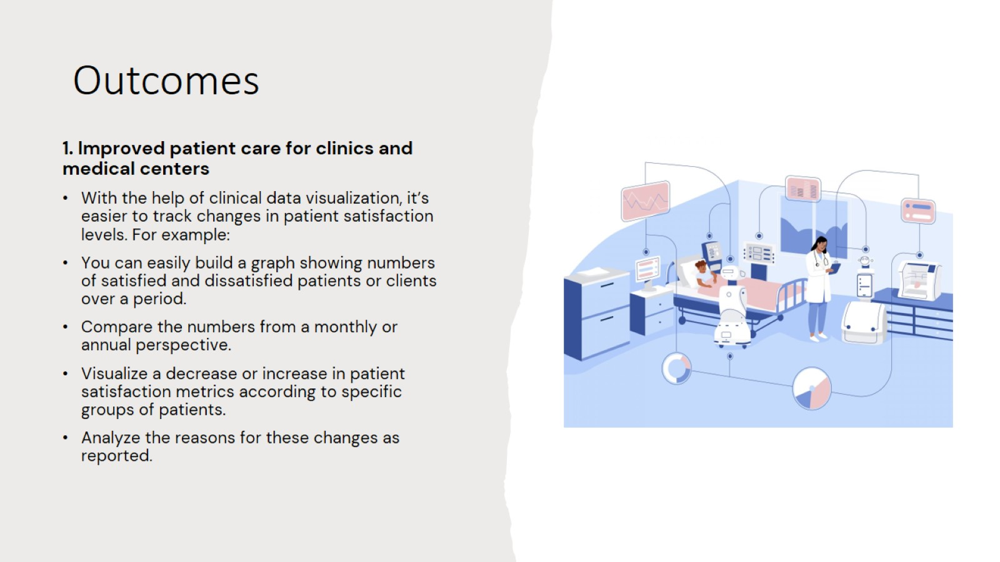 Outcomes
1. Improved patient care for clinics and
medical centers
• With the help of clinical data visualization, it’s
easier to track changes in patient satisfaction
levels. For example:
• You can easily build a graph showing numbers
of satisfied and dissatisfied patients or clients
over a period.
• Compare the numbers from a monthly or
annual perspective.
• Visualize a decrease or increase in patient
satisfaction metrics according to specific
groups of patients.
• Analyze the reasons for these changes as
reported.